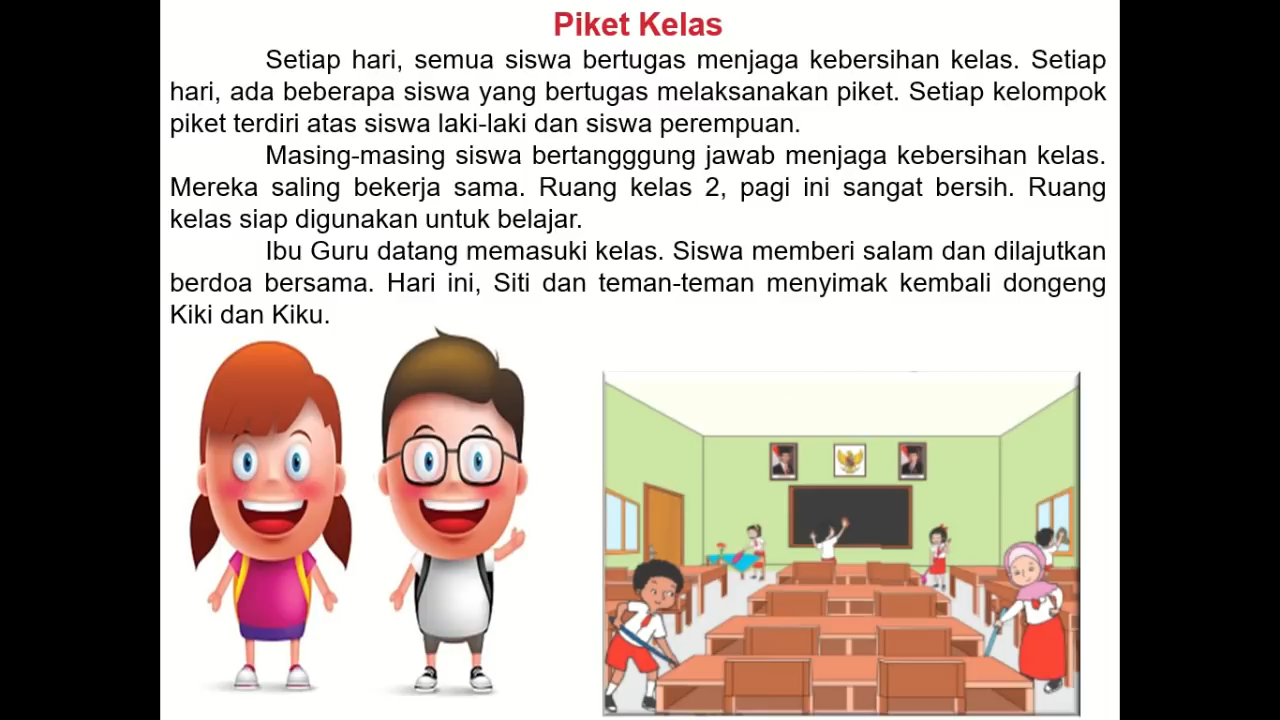 Piket Kelas
Setiap hari, semua siswa bertugas menjaga kebersihan kelas. Setiap
hari, ada beberapa siswa yang bertugas melaksanakan piket. Setiap kelompok
piket terdiri atas siswa laki-laki dan siswa perempuan.
Masing-masing siswa bertangggung jawab menjaga kebersihan kelas.
Mereka saling bekerja sama. Ruang kelas 2, pagi ini sangat bersih. Ruang
kelas siap digunakan untuk belajar.
Ibu Guru datang memasuki kelas. Siswa memberi salam dan dilajutkan
berdoa bersama. Hari ini, Siti dan teman-teman menyimak kembali dongeng
Kiki dan Kiku.